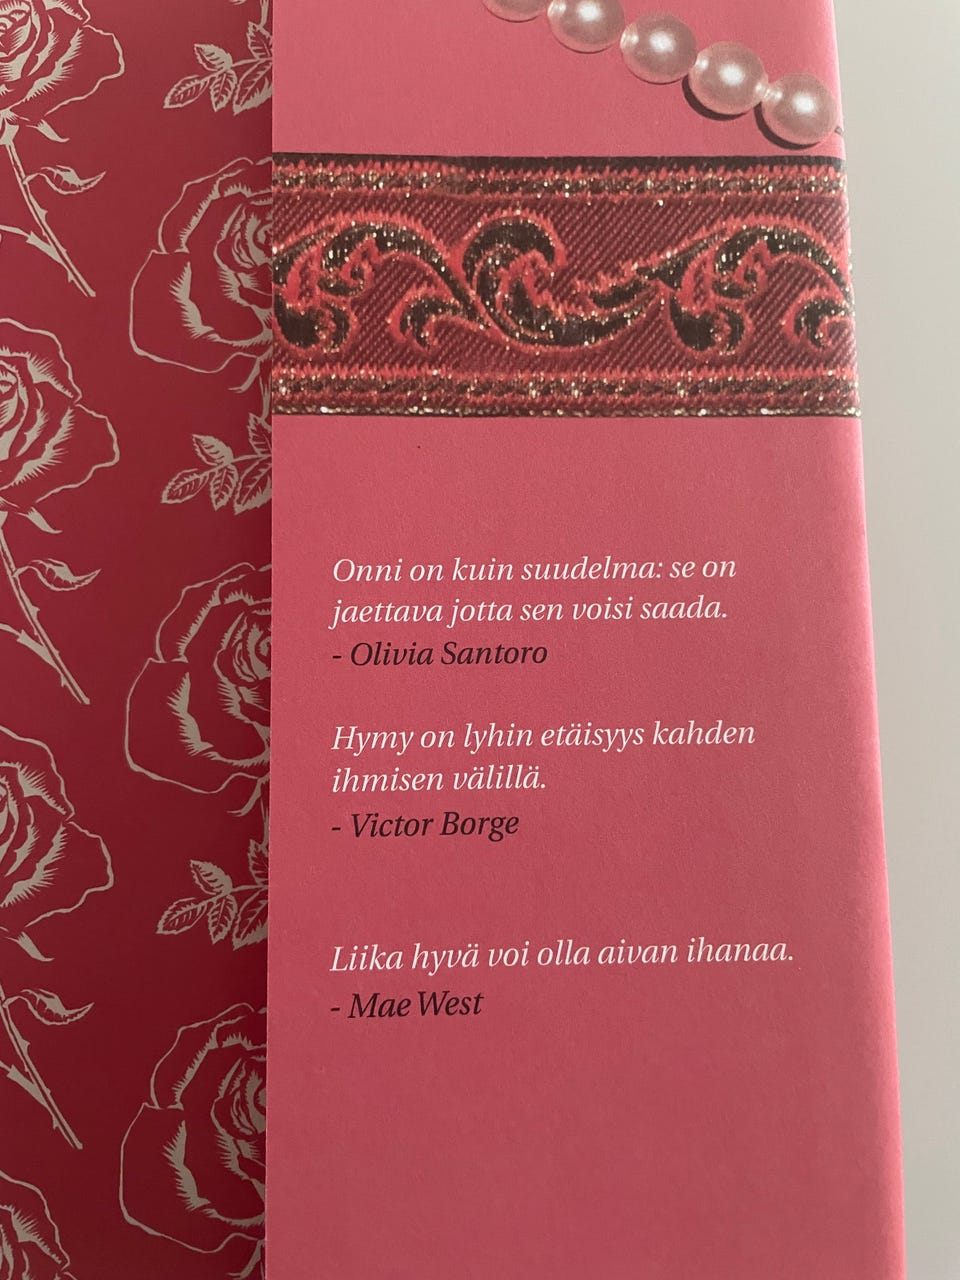 Onni on kuin suudelma: se on
jaettava jotta sen voisi saada.
- Olivia Santoro
Hymy on lyhin etäisyys kahden
ihmisen välillä.
- Victor Borge
Liika hyvä voi olla aivan ihanaa.
- Mae West